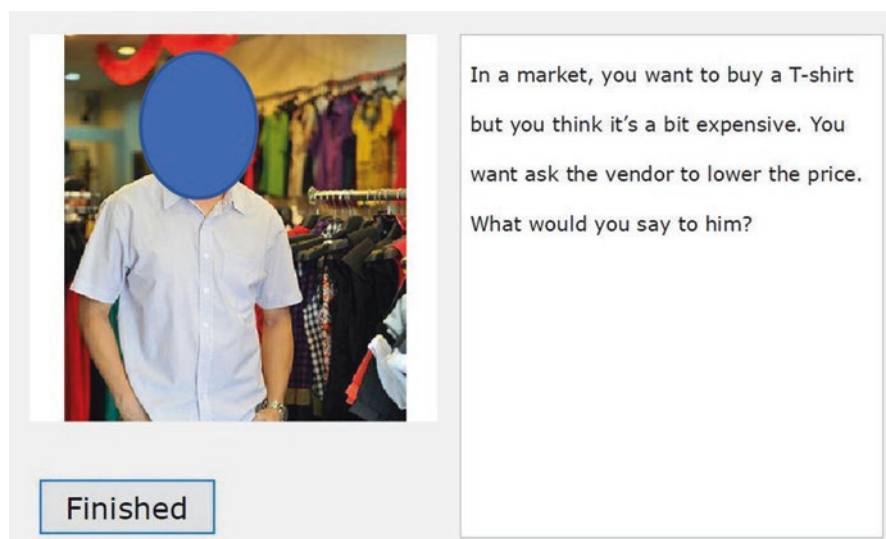 In a market, you want to buy a T-shirt
but you think it’s a bit expensive. You
want ask the vendor to lower the price.
What would you say to him?
Finished